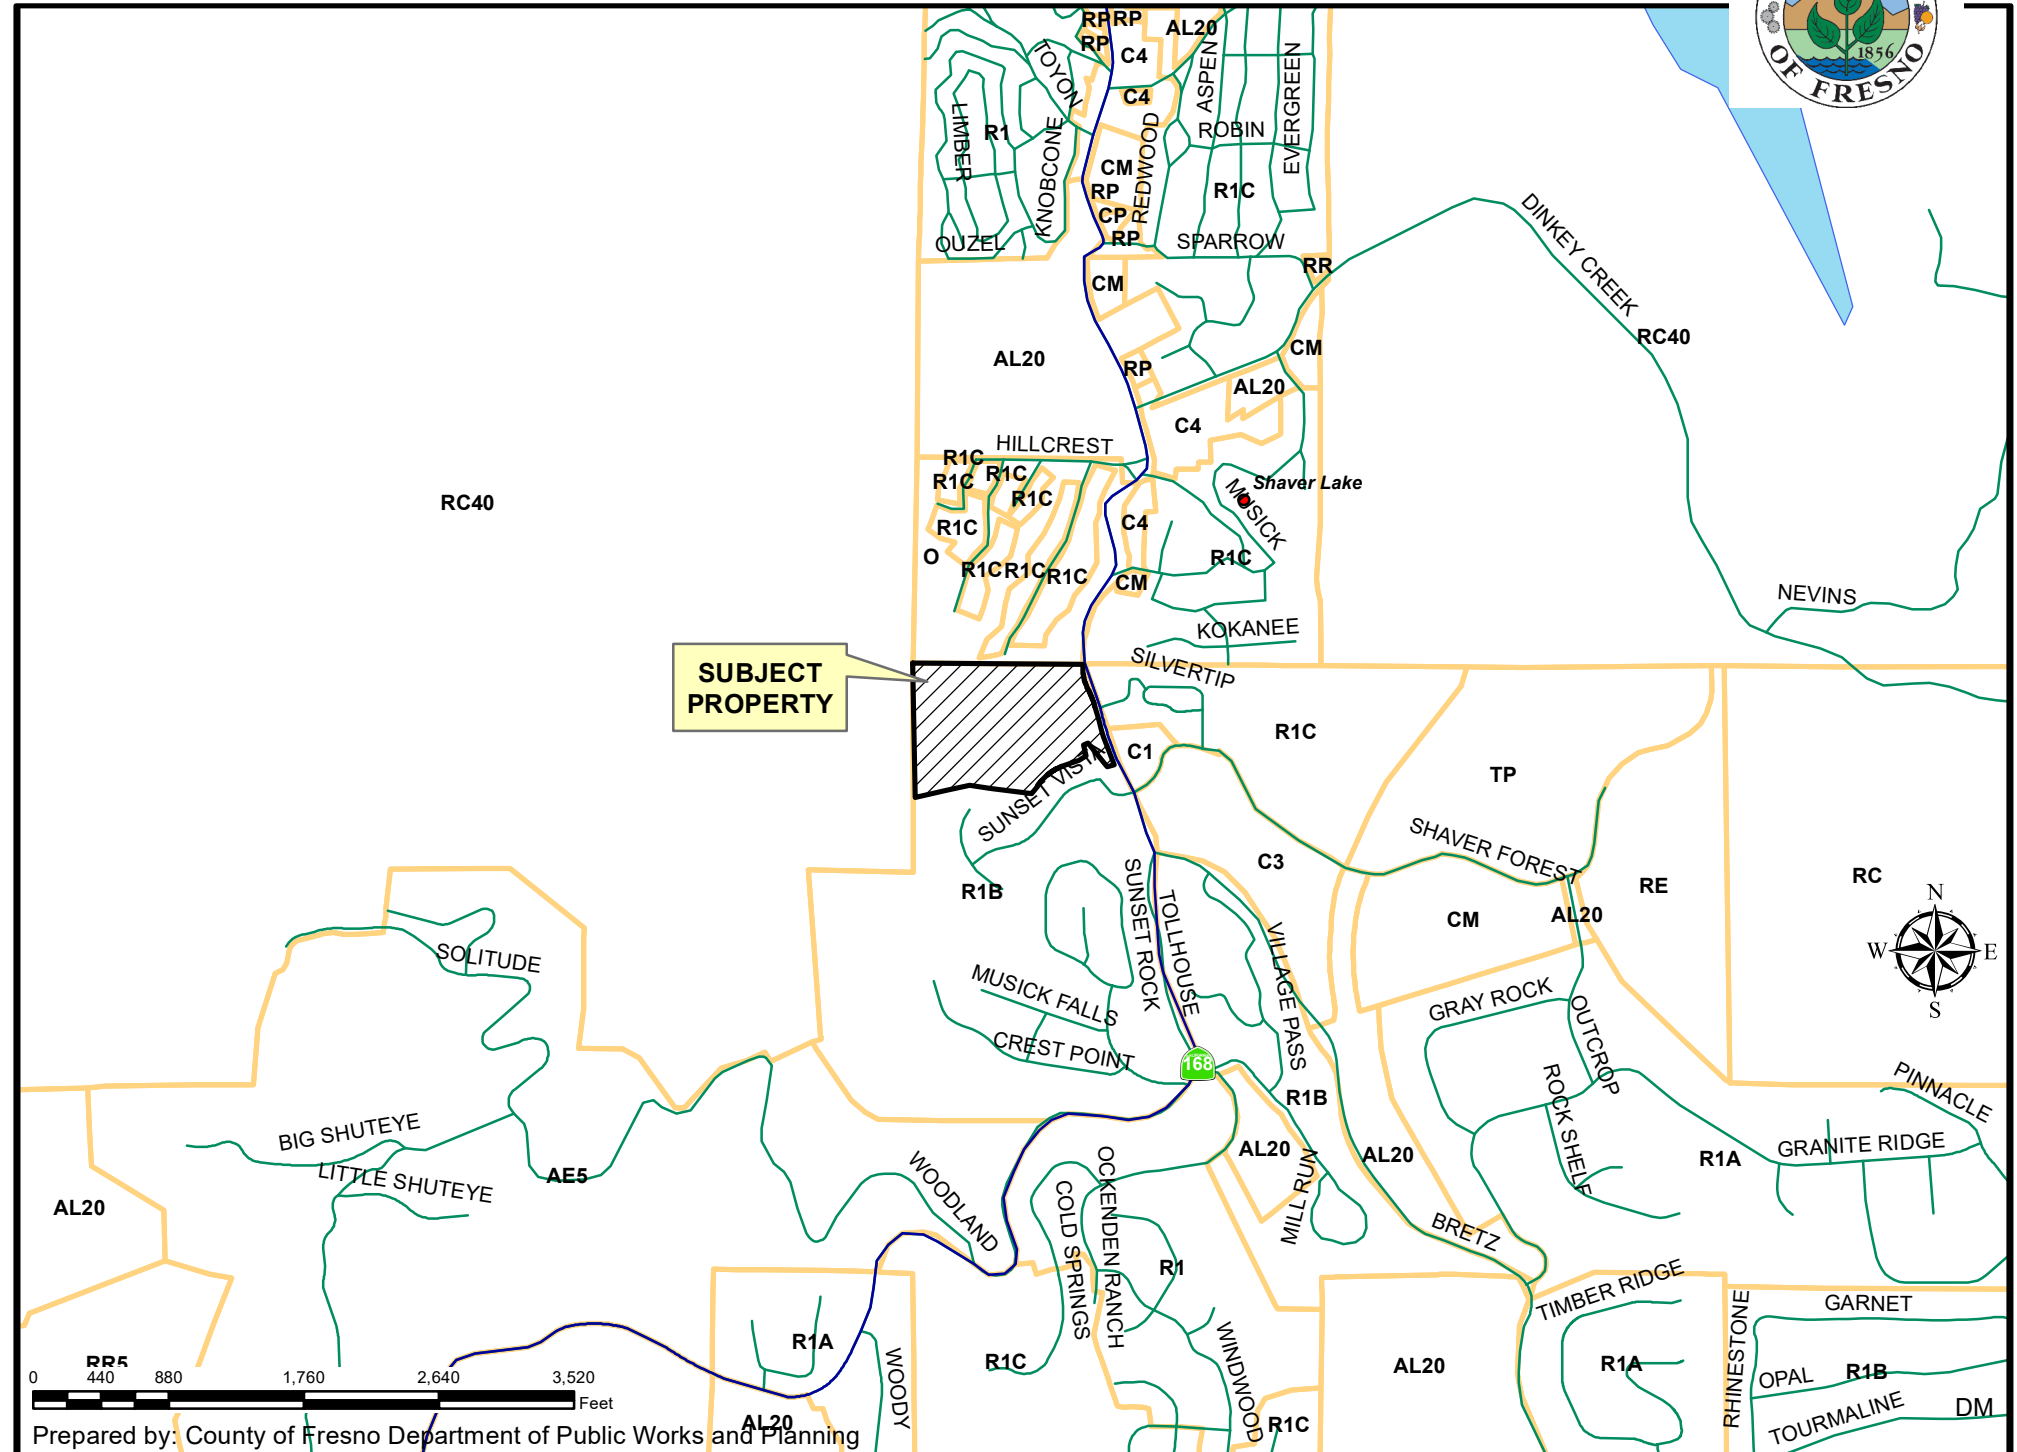 RP
RP
AL20
1856
OF FRESNO
RP
C4
TOYON
ASPEN
EVERGREEN
C4
LIMBER
R1
KNOBCONE
REDWOOD
ROBIN
CM
RP
R1C
CP
DINKEY CREEK
RP
OUZEL
SPARROW
RR
CM
RC40
CM
AL20
RP
AL20
C4
HILLCREST
R1C
R1C
R1C
R1C
Shaver Lake
MUSICK
RC40
C4
R1C
O
R1C
R1C
R1C
R1C
CM
NEVINS
KOKANEE
SILVERTIP
SUBJECT
PROPERTY
R1C
C1
TP
SUNSET VISTA
SHAVER FOREST
C3
R1B
RE
RC
N
W
E
S
SUNSET ROCK
TOLLHOUSE
CM
AL20
VILLAGE PASS
SOLITUDE
MUSICK FALLS
GRAY ROCK
OUTCROP
CREST POINT
168
ROCK SHELF
PINNACLE
R1B
BIG SHUTEYE
GRANITE RIDGE
AL20
AL20
R1A
LITTLE SHUTEYE
AE5
WOODLAND
OCKENDEN RANCH
COLD SPRINGS
MILL RUN
AL20
BRETZ
R1
TIMBER RIDGE
RHINESTONE
GARNET
R1A
WOODY
R1C
WINDWOOD
AL20
R1A
OPAL
R1B
TOURMALINE
DM
RR5
0 440 880 1,760 2,640 3,520
Feet
AL20
R1C
Prepared by: County of Fresno Department of Public Works and Planning